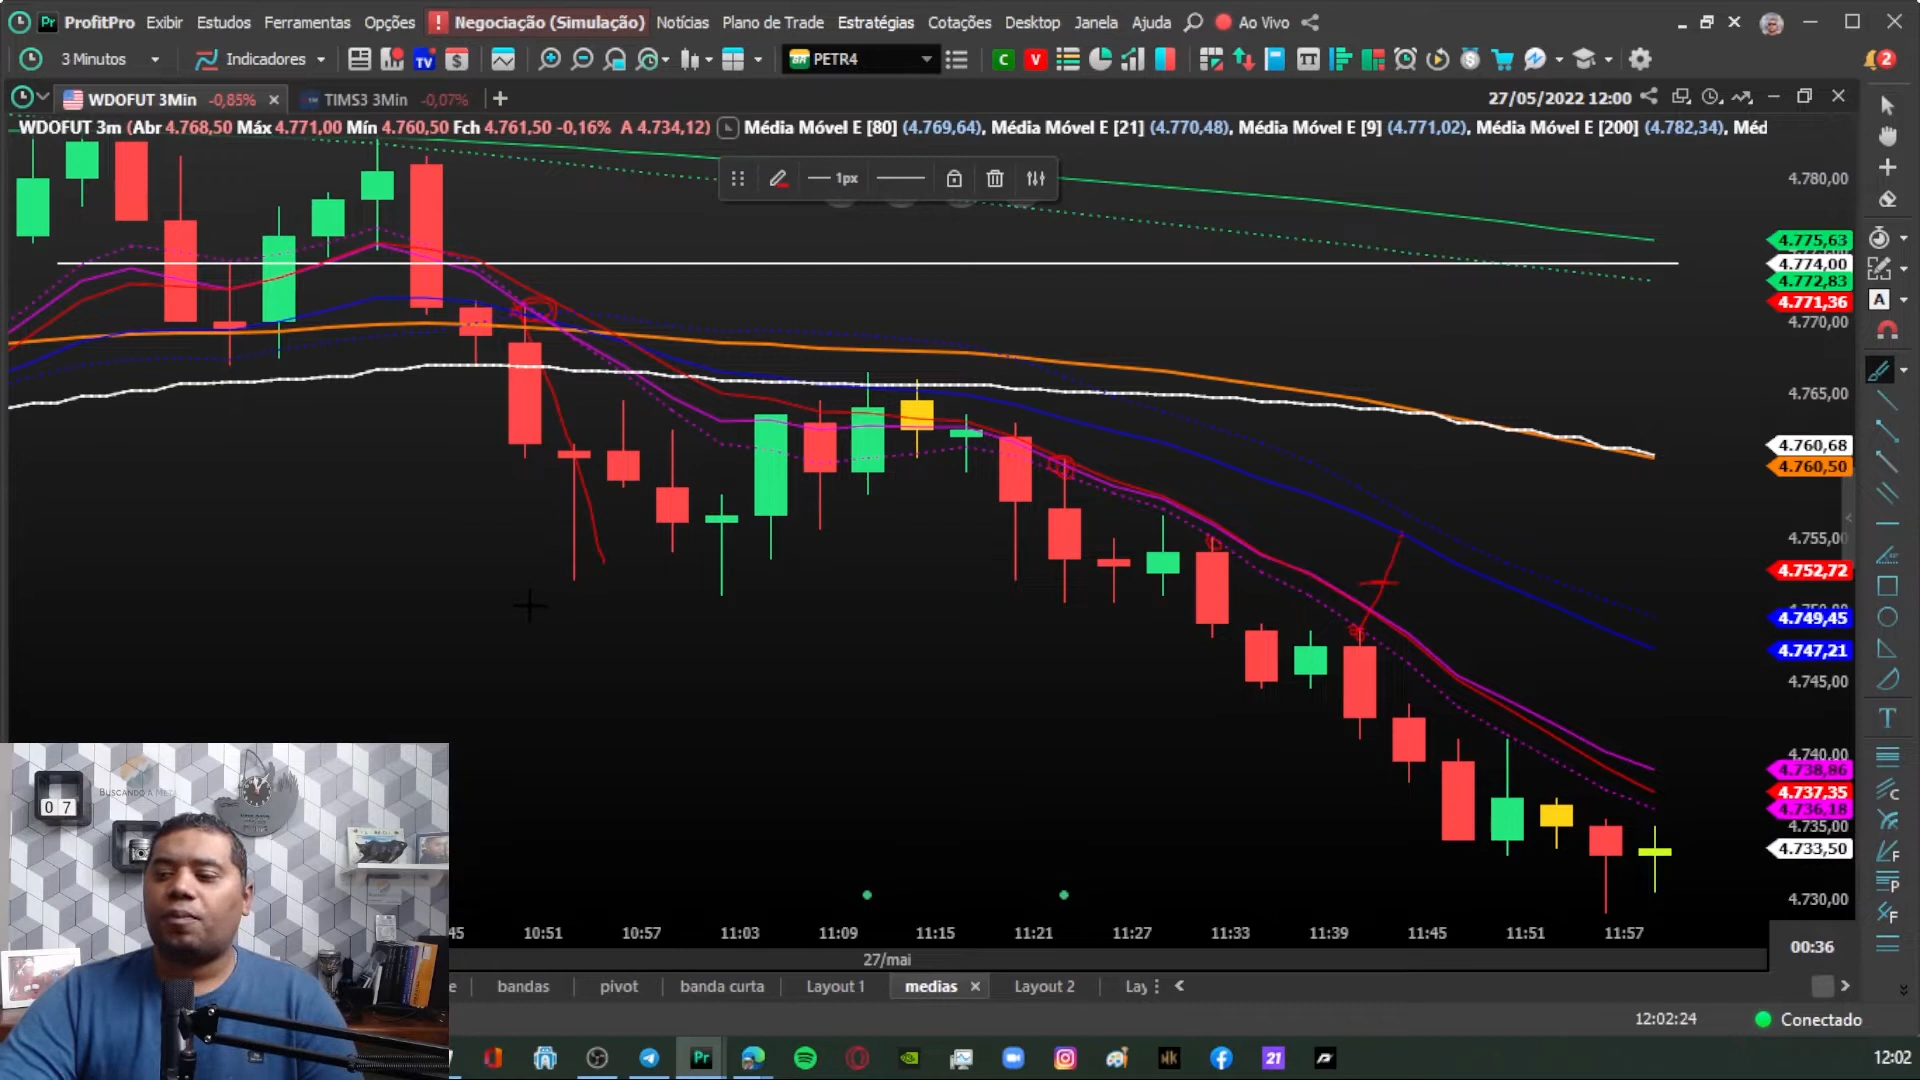 ProfitPro Exibir Estudos Ferramentas Opções ! Negociação (Simulação) Notícias Plano de Trade Estratégias Cotações Desktop Janela Ajuda Ao Vivo
3 Minutos Indicadores TV $ PETR4 C V 2
WDOFUT 3Min -0,85% TIMS3 3Min -0,07% 27/05/2022 12:00
WDOFUT 3m (Abr 4.768,50 Máx 4.771,00 Mín 4.760,50 Fch 4.761,50 -0,16% A 4.734,12) Média Móvel E [80] (4.769,64), Média Móvel E [21] (4.770,48), Média Móvel E [9] (4.771,02), Média Móvel E [200] (4.782,34), Méd
1px
4.780,00
4.775,63
4.774,00
4.772,83
4.771,36
4.770,00
4.765,00
4.760,68
4.760,50
4.755,00
4.752,72
4.749,45
4.747,21
4.745,00
4.740,00
4.738,86
4.737,35
4.736,18
4.735,00
4.733,50
4.730,00
BUSCANDO A META
07
:45 10:51 10:57 11:03 11:09 11:15 11:21 11:27 11:33 11:39 11:45 11:51 11:57 00:36
27/mai
e bandas pivot banda curta Layout 1 medias Layout 2 Lay
12:02:24 Conectado
Pr 21 12:02